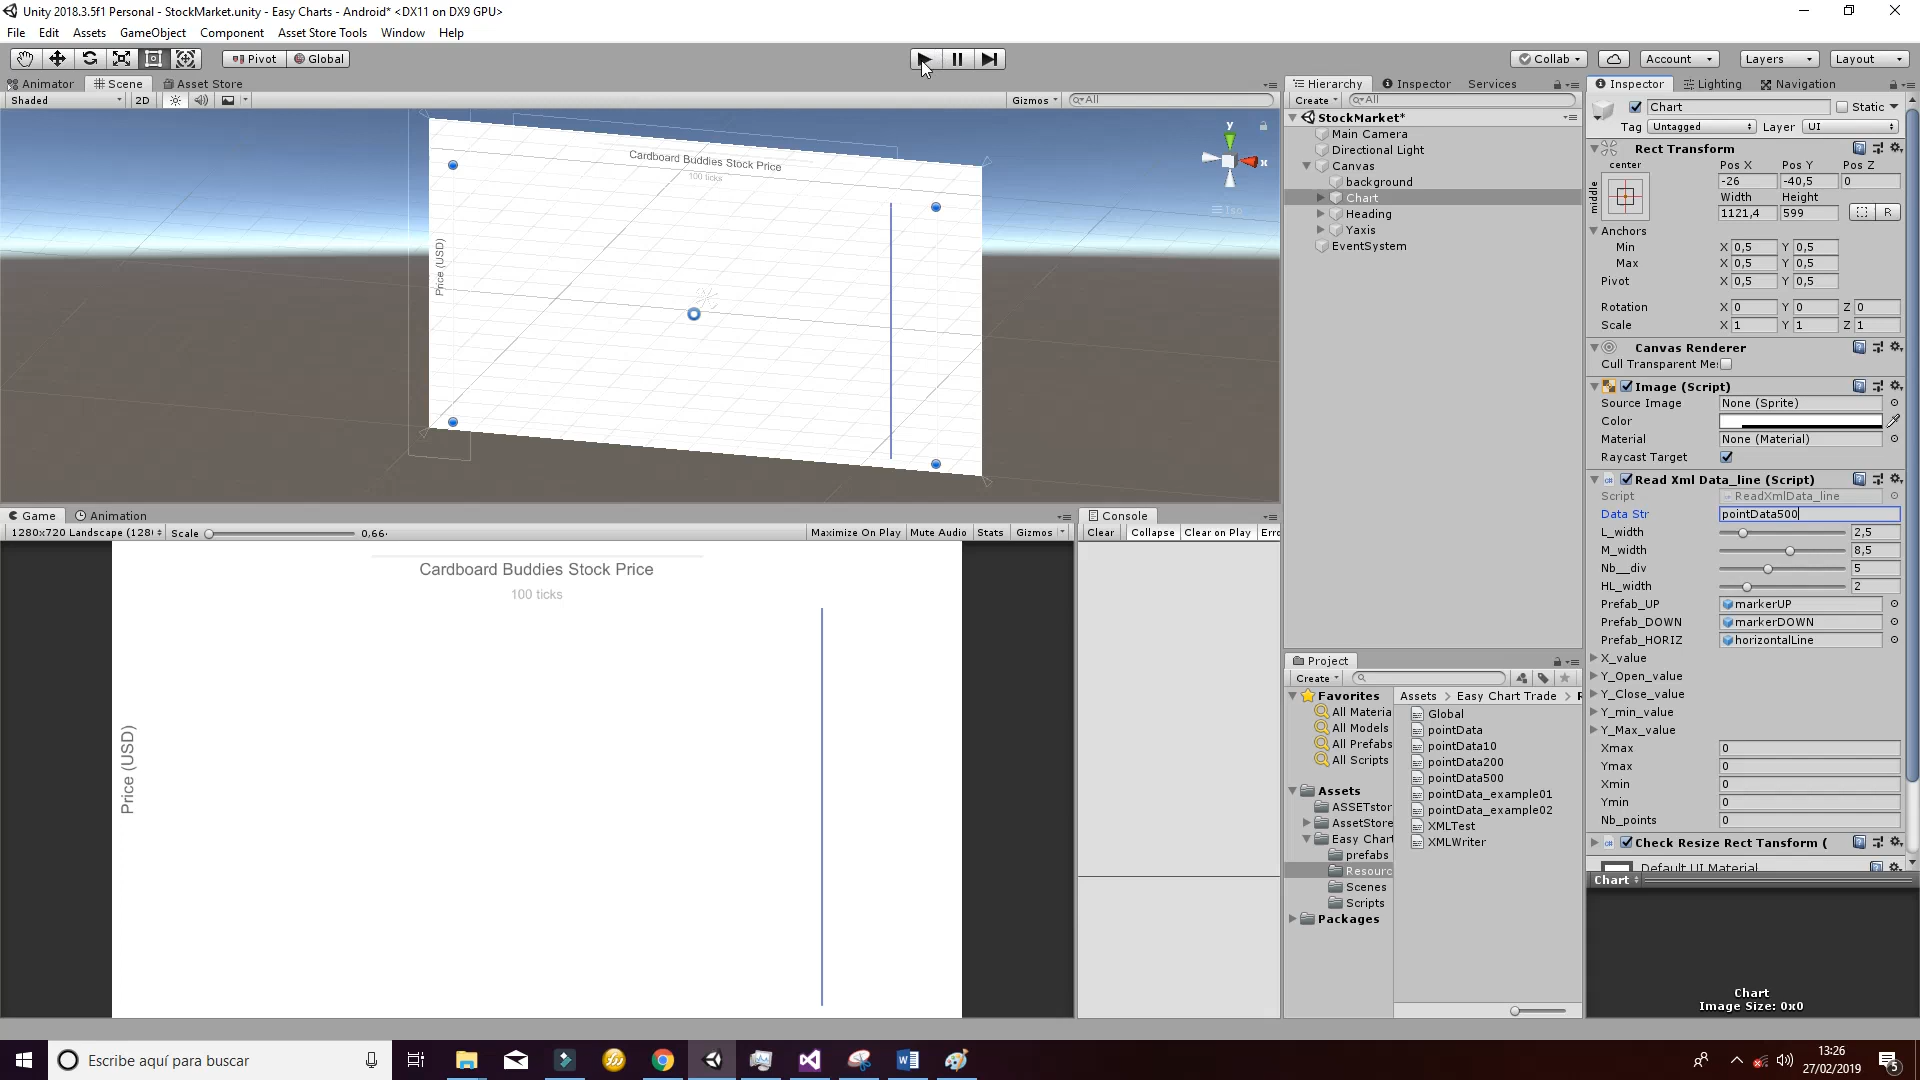 Unity 2018.3.5f1 Personal - StockMarket.unity - Easy Charts - Android* <DX11 on DX9 GPU>
File Edit Assets GameObject Component Asset Store Tools Window Help
Pivot Global
Collab Account Layers Layout
Animator Scene Asset Store
Shaded 2D Gizmos All
Cardboard Buddies Stock Price
100 ticks
Price (USD)
y
x
Iso
Hierarchy Inspector Services
Create All
StockMarket*
Main Camera
Directional Light
Canvas
background
Chart
Heading
Yaxis
EventSystem
Game Animation
1280x720 Landscape (128 Scale 0,66 Maximize On Play Mute Audio Stats Gizmos
Cardboard Buddies Stock Price
100 ticks
Price (USD)
Console
Clear Collapse Clear on Play Erro
Project
Create
Favorites
All Materia
All Models
All Prefabs
All Scripts
Assets
ASSETstor
AssetStore
Easy Chart
prefabs
Resourc
Scenes
Scripts
Packages
Assets > Easy Chart Trade > R
Global
pointData
pointData10
pointData200
pointData500
pointData_example01
pointData_example02
XMLTest
XMLWriter
Inspector Lighting Navigation
Chart Static
Tag Untagged Layer UI
Rect Transform
center Pos X Pos Y Pos Z
middle -26 -40,5 0
Width Height
1121,4 599 R
Anchors
Min X 0,5 Y 0,5
Max X 0,5 Y 0,5
Pivot X 0,5 Y 0,5
Rotation X 0 Y 0 Z 0
Scale X 1 Y 1 Z 1
Canvas Renderer
Cull Transparent Me
Image (Script)
Source Image None (Sprite)
Color
Material None (Material)
Raycast Target
Read Xml Data_line (Script)
Script ReadXmlData_line
Data Str pointData500
L_width 2,5
M_width 8,5
Nb__div 5
HL_width 2
Prefab_UP markerUP
Prefab_DOWN markerDOWN
Prefab_HORIZ horizontalLine
X_value
Y_Open_value
Y_Close_value
Y_min_value
Y_Max_value
Xmax 0
Ymax 0
Xmin 0
Ymin 0
Nb_points 0
Check Resize Rect Tansform (
Default UI Material
Chart
Chart
Image Size: 0x0
Escribe aquí para buscar
13:26
27/02/2019
5